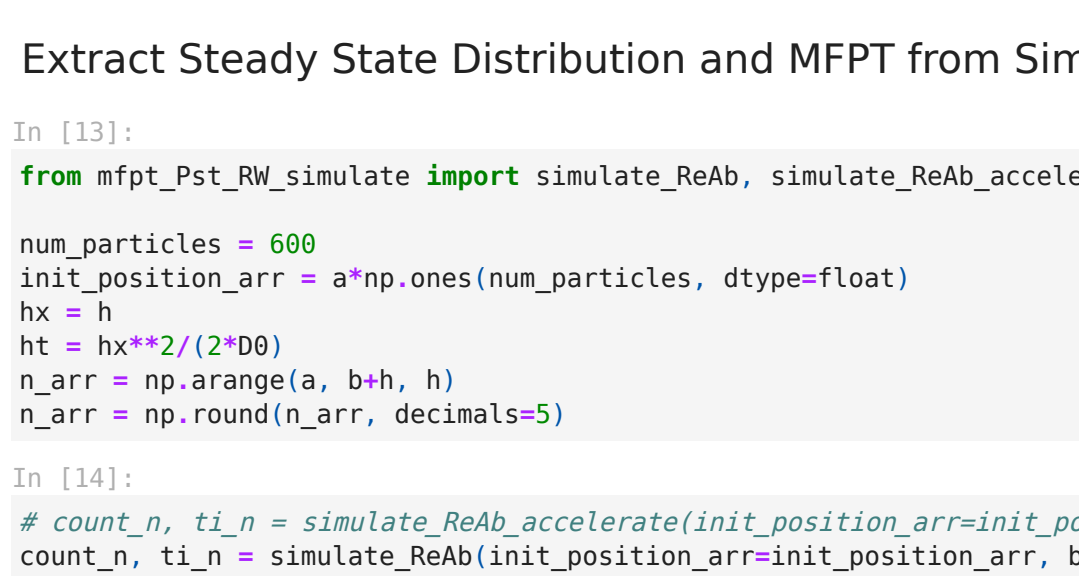 Extract Steady State Distribution and MFPT from Sim
In [13]:
from mfpt_Pst_RW_simulate import simulate_ReAb, simulate_ReAb_accele
num_particles = 600
init_position_arr = a*np.ones(num_particles, dtype=float)
hx = h
ht = hx**2/(2*D0)
n_arr = np.arange(a, b+h, h)
n_arr = np.round(n_arr, decimals=5)
In [14]:
# count_n, ti_n = simulate_ReAb_accelerate(init_position_arr=init_po
count_n, ti_n = simulate_ReAb(init_position_arr=init_position_arr, b